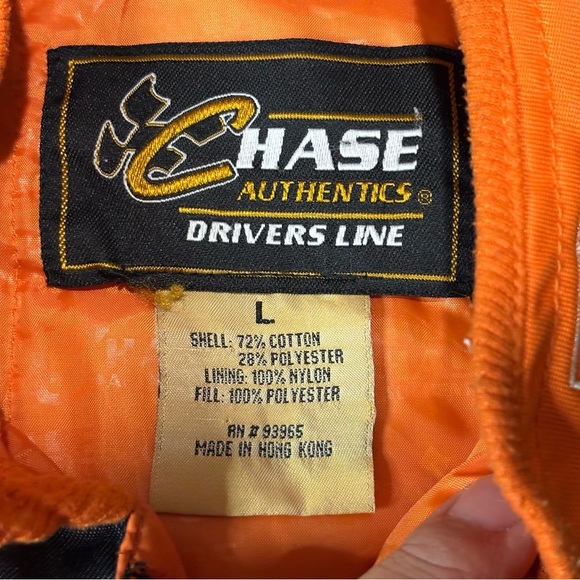 CHASE
AUTHENTICS®
DRIVERS LINE
L
SHELL: 72% COTTON
28% POLYESTER
LINING: 100% NYLON
FILL: 100% POLYESTER
RN # 93965
MADE IN HONG KONG